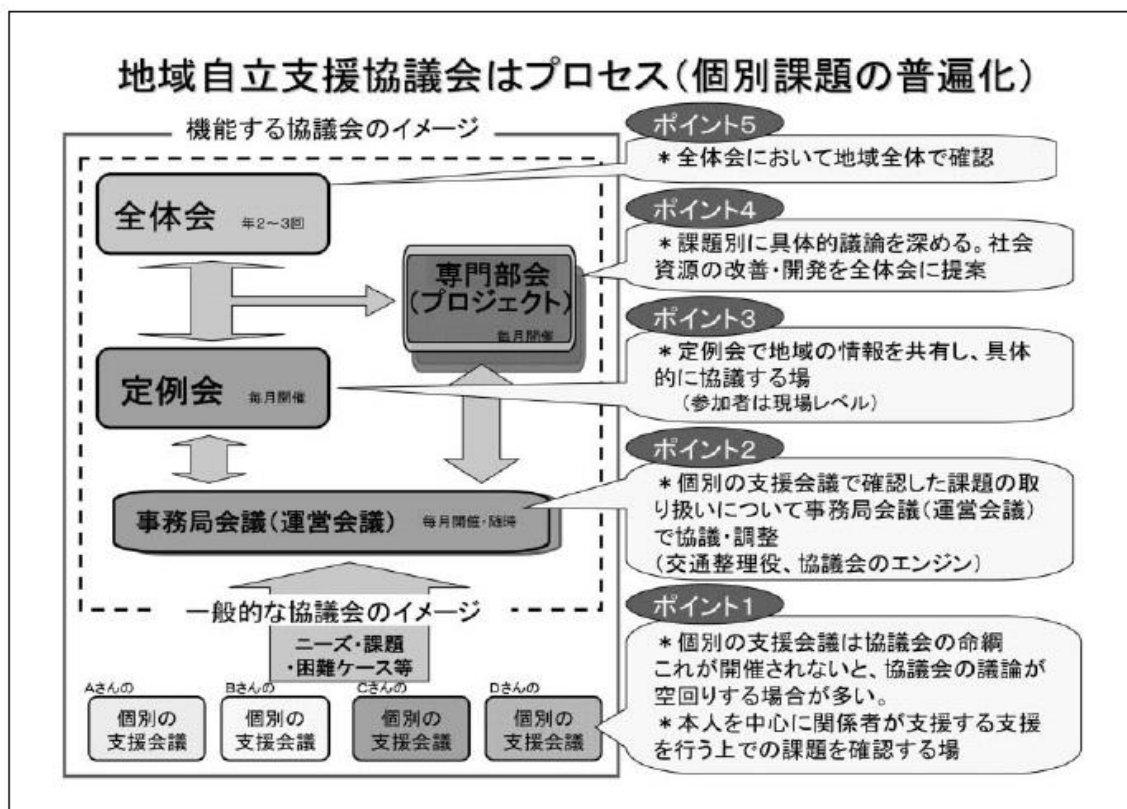 地域自立支援協議会はプロセス(個別課題の普遍化)
機能する協議会のイメージ
全体会 年2～3回
専門部会
(プロジェクト)
毎月開催
定例会 毎月開催
事務局会議(運営会議) 毎月開催・随時
一般的な協議会のイメージ
ニーズ・課題
・困難ケース等
Aさんの
個別の
支援会議
Bさんの
個別の
支援会議
Cさんの
個別の
支援会議
Dさんの
個別の
支援会議
ポイント5
＊全体会において地域全体で確認
ポイント4
＊課題別に具体的議論を深める。社会
資源の改善・開発を全体会に提案
ポイント3
＊定例会で地域の情報を共有し、具体
的に協議する場
(参加者は現場レベル)
ポイント2
＊個別の支援会議で確認した課題の取
り扱いについて事務局会議(運営会議)
で協議・調整
(交通整理役、協議会のエンジン)
ポイント1
＊個別の支援会議は協議会の命綱
これが開催されないと、協議会の議論が
空回りする場合が多い。
＊本人を中心に関係者が支援する支援
を行う上での課題を確認する場